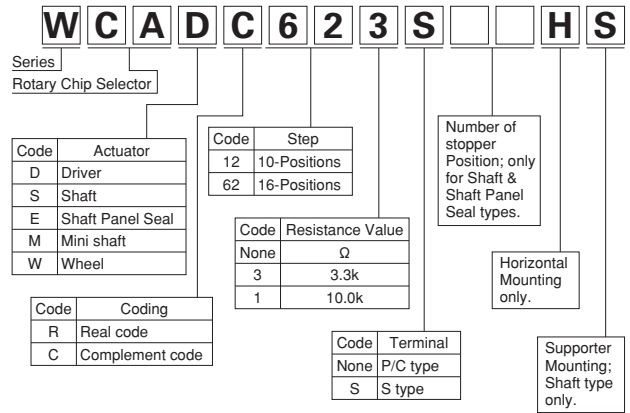 W C A D C 6 2 3 S H S
Series
Rotary Chip Selector
Code Actuator
D Driver
S Shaft
E Shaft Panel Seal
M Mini shaft
W Wheel
Code Coding
R Real code
C Complement code
Code Step
12 10-Positions
62 16-Positions
Code Resistance Value
None Ω
3 3.3k
1 10.0k
Code Terminal
None P/C type
S S type
Number of
stopper
Position; only
for Shaft &
Shaft Panel
Seal types.
Horizontal
Mounting
only.
Supporter
Mounting;
Shaft type
only.